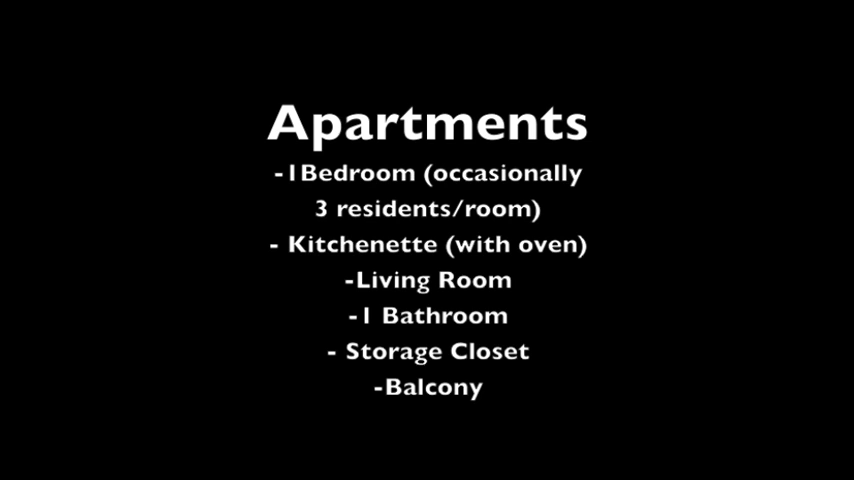 Apartments
-1Bedroom (occasionally
3 residents/room)
- Kitchenette (with oven)
-Living Room
-1 Bathroom
- Storage Closet
-Balcony